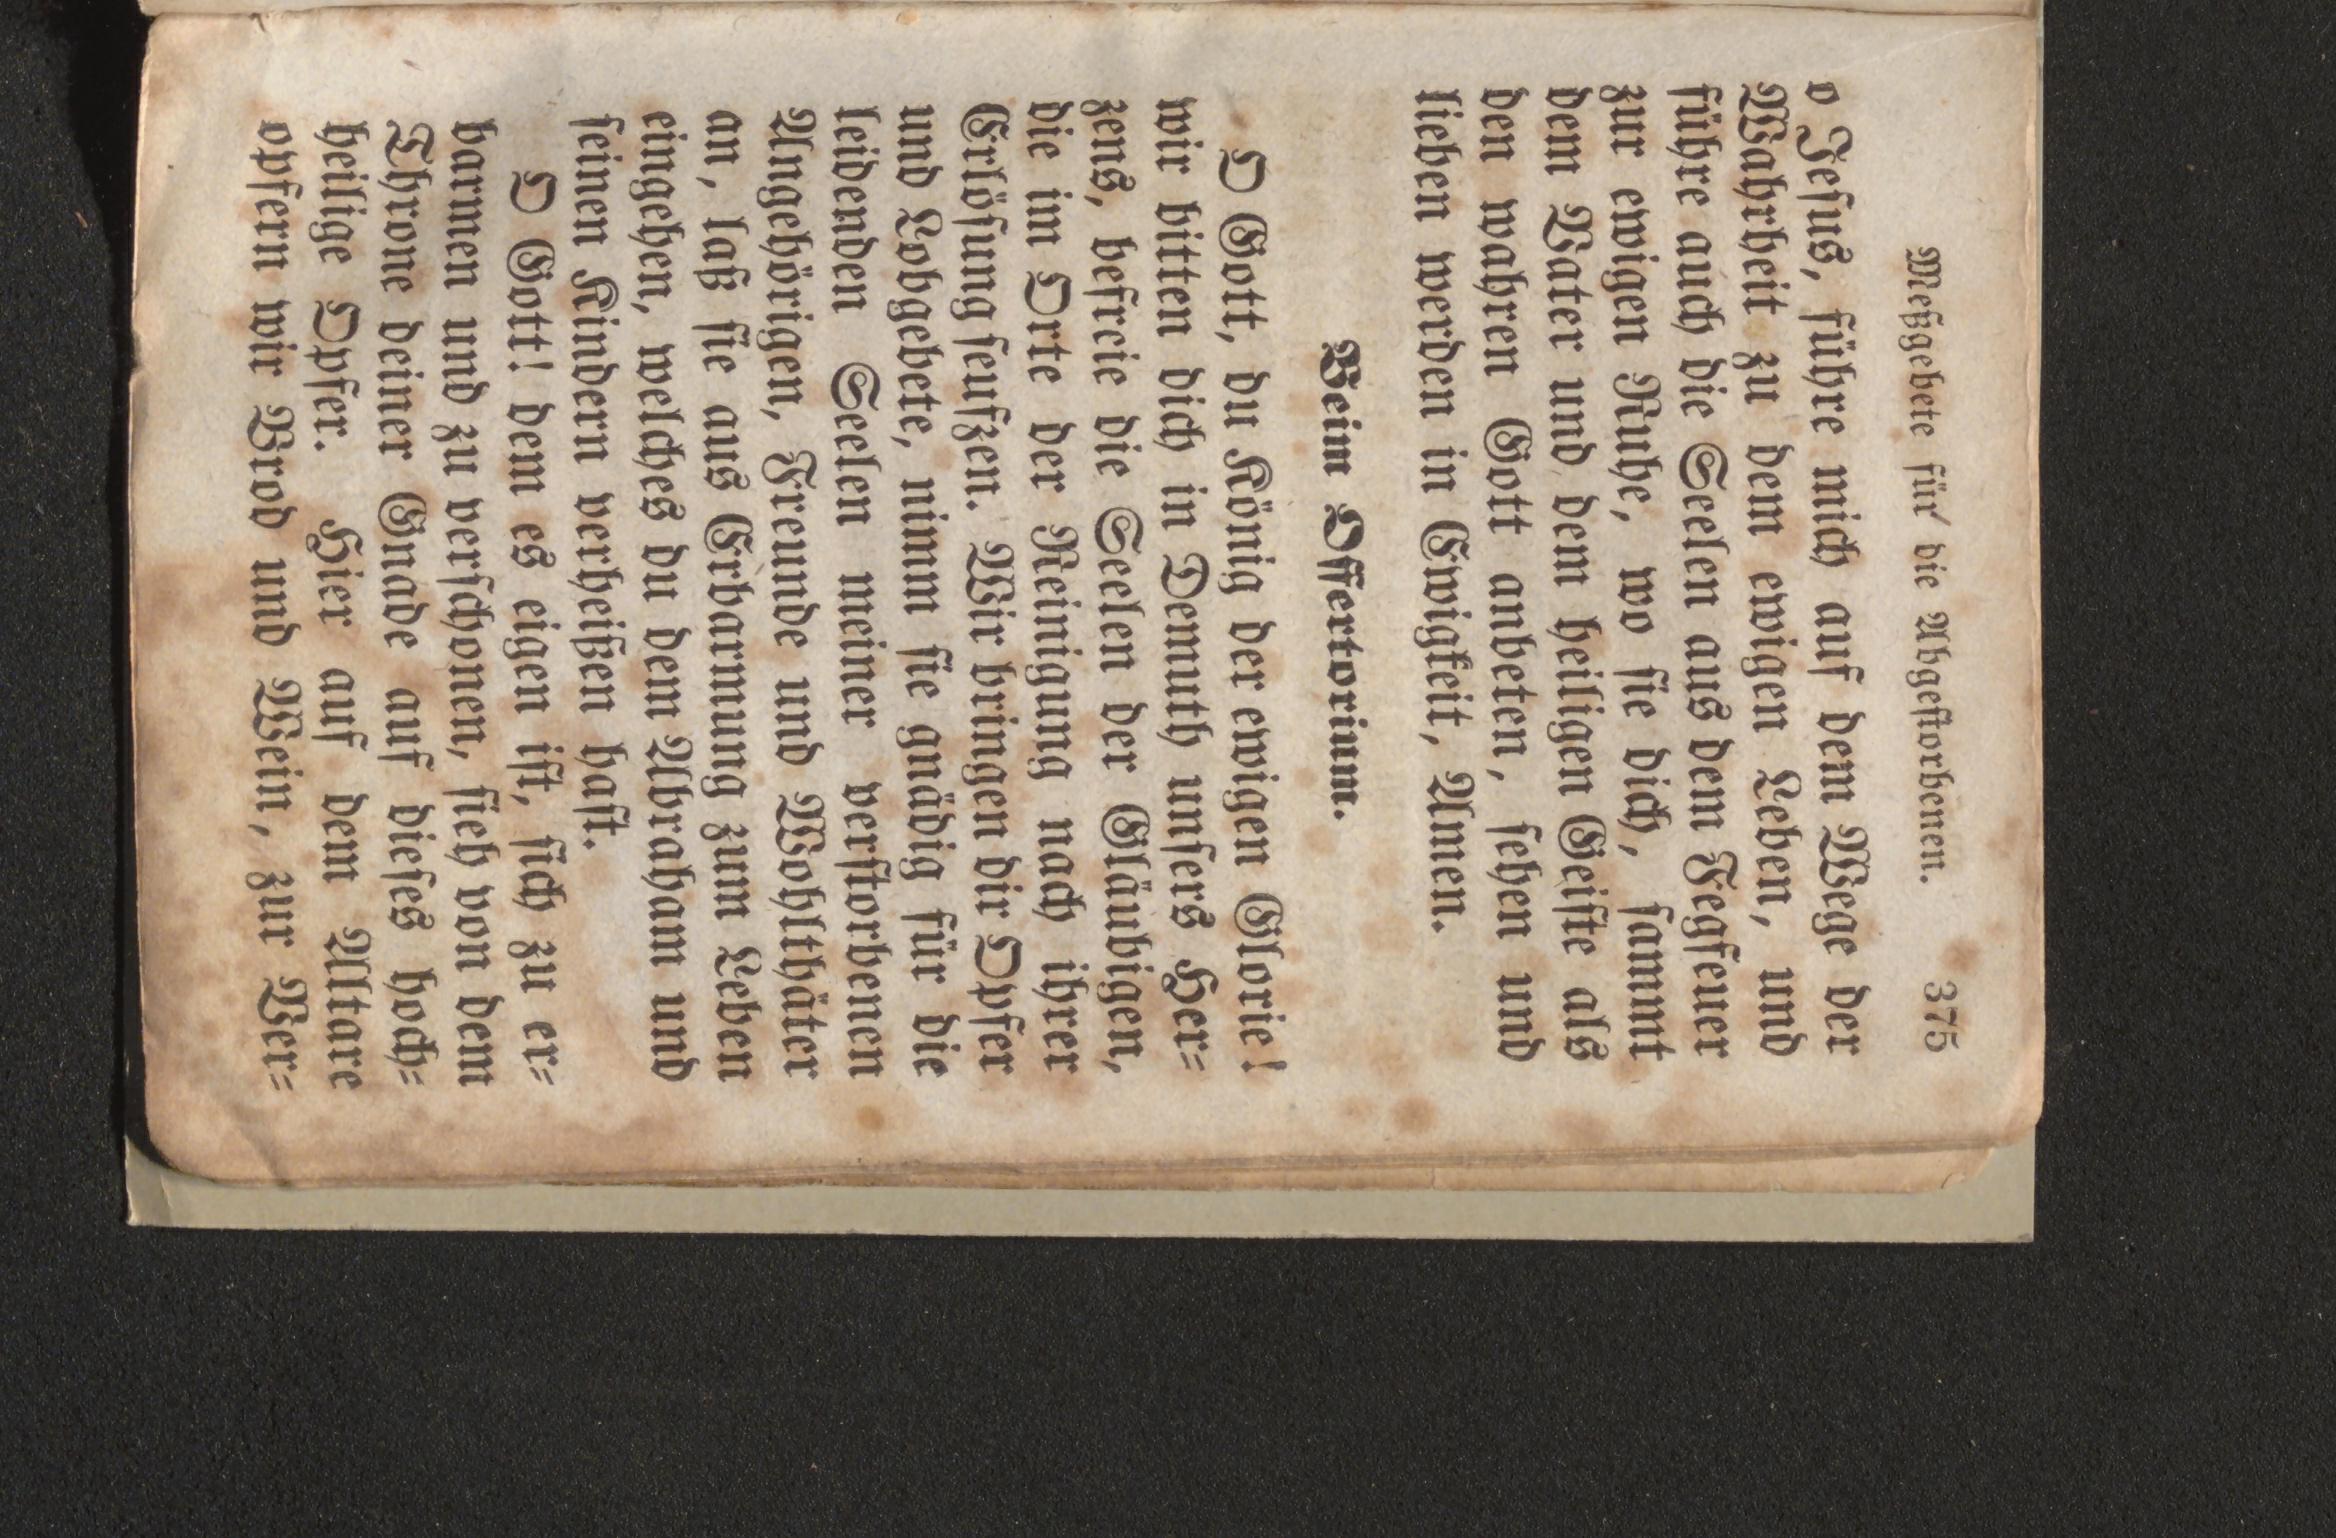 Meßgebete für die Abgestorbenen. 375
o Jesus, führe mich auf dem Wege der
Wahrheit zu dem ewigen Leben, und
führe auch die Seelen aus dem Fegfeuer
zur ewigen Ruhe, wo sie dich, sammt
dem Vater und dem heiligen Geiste als
den wahren Gott anbeten, sehen und
lieben werden in Ewigkeit, Amen.
Beim Offertorium.
O Gott, du König der ewigen Glorie!
wir bitten dich in Demuth unsers Her=
zens, befreie die Seelen der Gläubigen,
die im Orte der Reinigung nach ihrer
Erlösung seufzen. Wir bringen dir Opfer
und Lobgebete, nimm sie gnädig für die
leidenden Seelen meiner verstorbenen
Angehörigen, Freunde und Wohlthäter
an, laß sie aus Erbarmung zum Leben
eingehen, welches du dem Abraham und
seinen Kindern verheißen hast.
O Gott! dem es eigen ist, sich zu er=
barmen und zu verschonen, sieh von dem
Throne deiner Gnade auf dieses hoch=
heilige Opfer. Hier auf dem Altare
opfern wir Brod und Wein, zur Ver=